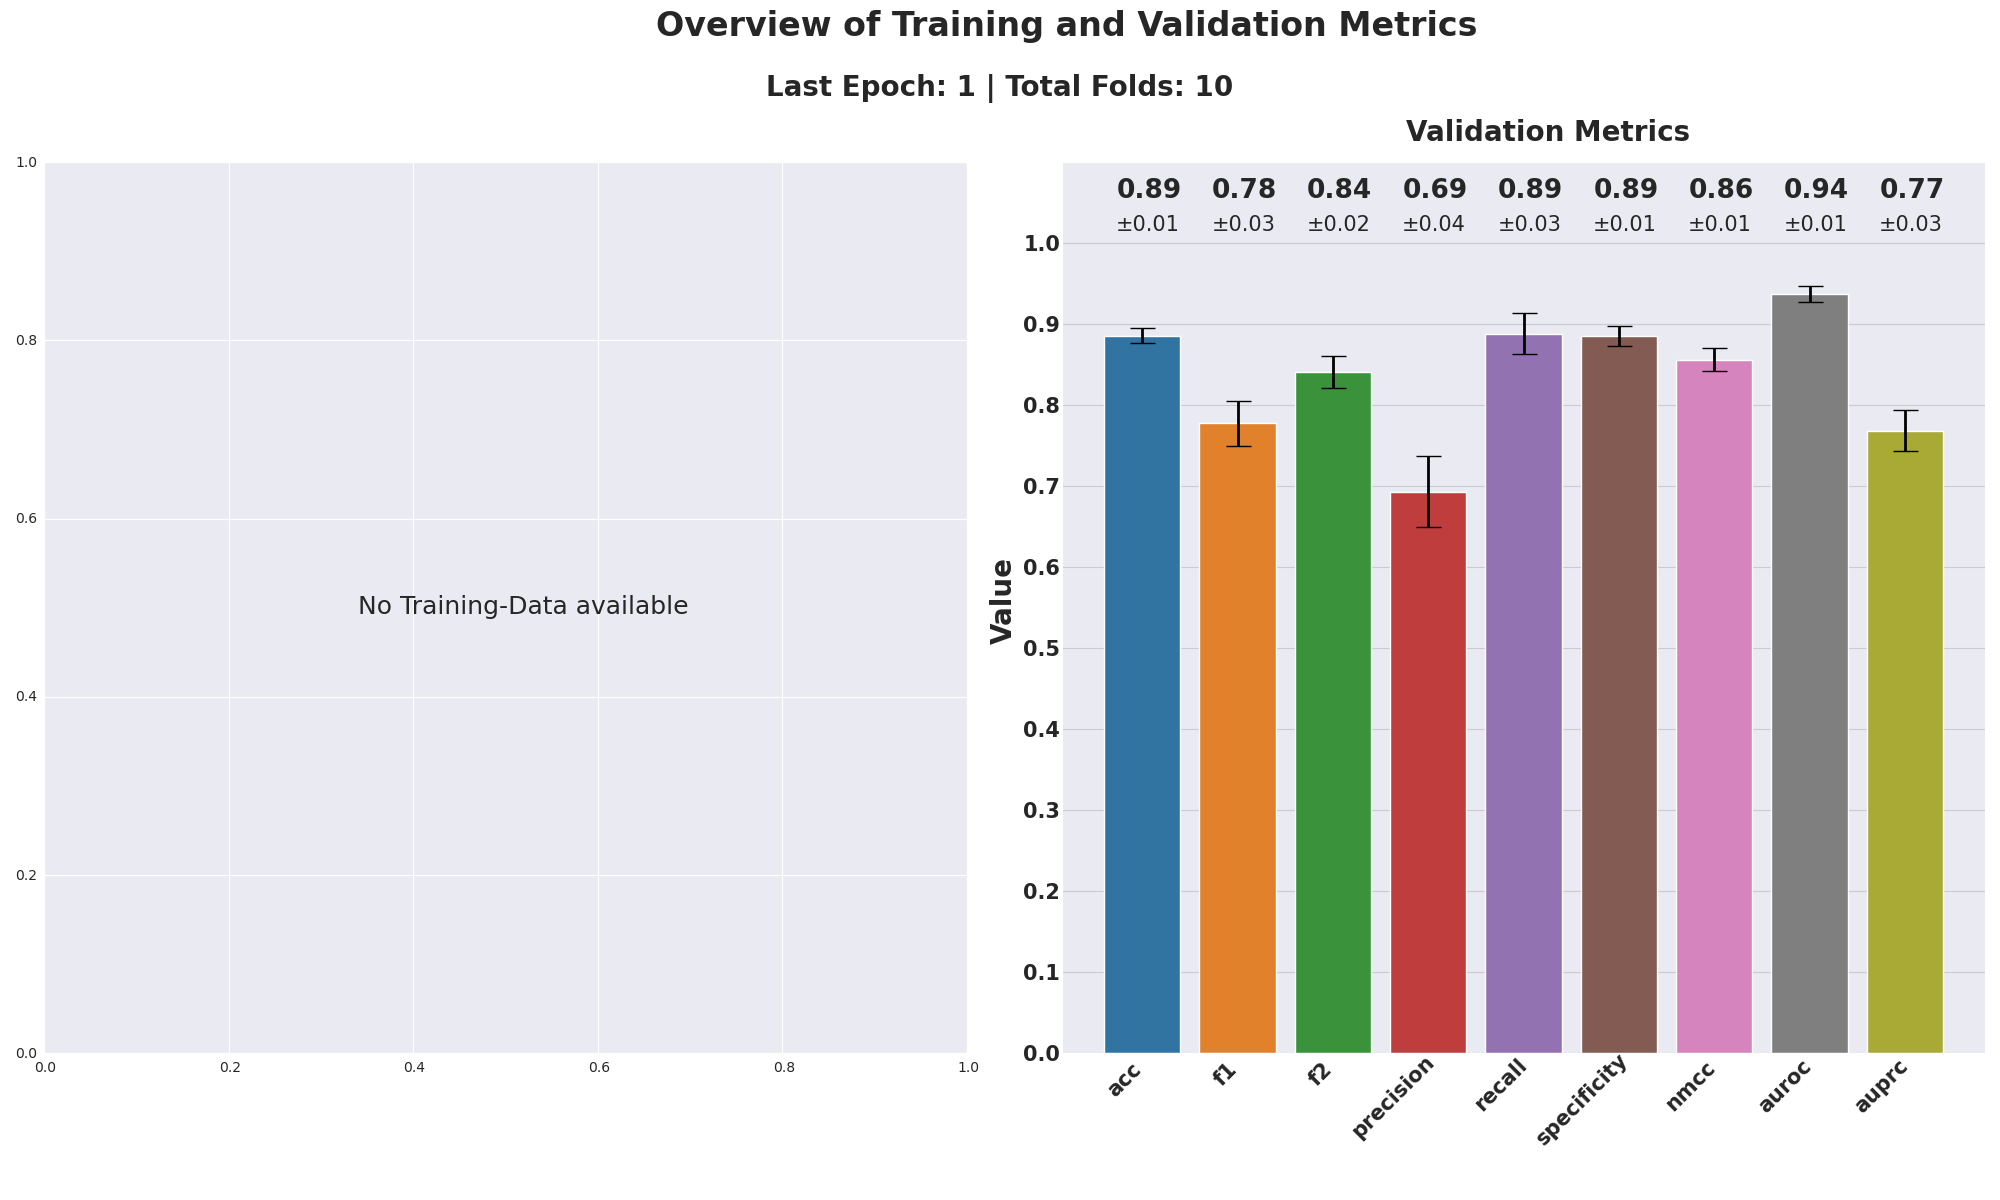 Overview of Training and Validation Metrics
Last Epoch: 1 | Total Folds: 10
1.0
0.8
0.6
0.4
0.2
0.0
0.0 0.2 0.4 0.6 0.8 1.0
No Training-Data available
Validation Metrics
0.89 0.78 0.84 0.69 0.89 0.89 0.86 0.94 0.77
±0.01 ±0.03 ±0.02 ±0.04 ±0.03 ±0.01 ±0.01 ±0.01 ±0.03
Value
1.0
0.9
0.8
0.7
0.6
0.5
0.4
0.3
0.2
0.1
0.0
acc f1 f2 precision recall specificity nmcc auroc auprc